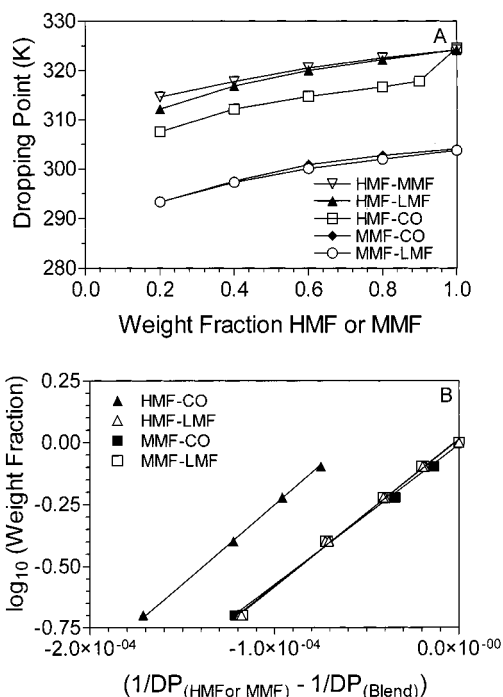 A
Dropping Point (K)
330
320
310
300
290
280
HMF-MMF
HMF-LMF
HMF-CO
MMF-CO
MMF-LMF
0.0 0.2 0.4 0.6 0.8 1.0
Weight Fraction HMF or MMF
B
log10 (Weight Fraction)
0.25
0.00
-0.25
-0.50
-0.75
HMF-CO
HMF-LMF
MMF-CO
MMF-LMF
-2.0×10⁻⁰⁴ -1.0×10⁻⁰⁴ 0.0×10⁻⁰⁰
(1/DP(HMF or MMF) - 1/DP(Blend))